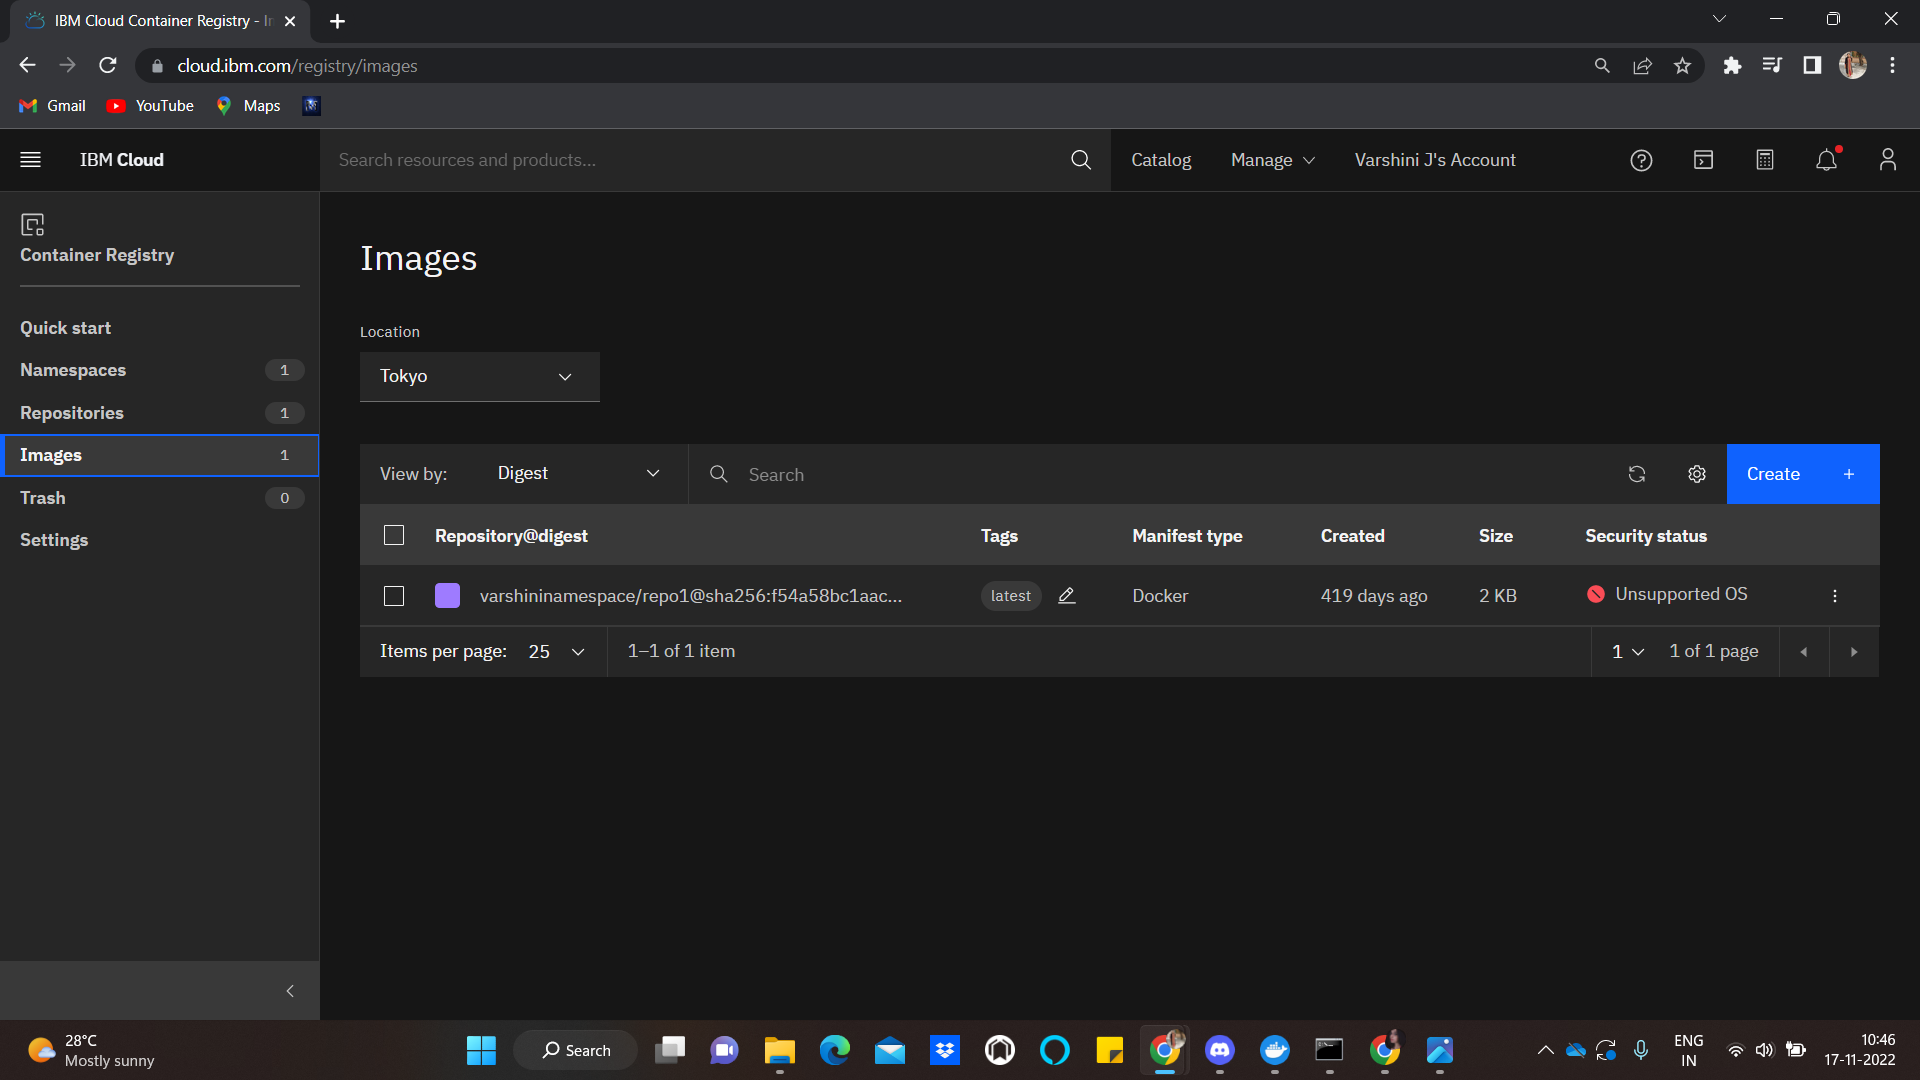 IBM Cloud Container Registry - In
cloud.ibm.com/registry/images
Gmail
YouTube
Maps
IBM Cloud
Search resources and products...
Catalog
Manage
Varshini J's Account
Container Registry
Quick start
Namespaces 1
Repositories 1
Images 1
Trash 0
Settings
Images
Location
Tokyo
View by: Digest
Search
Create +
Repository@digest Tags Manifest type Created Size Security status
varshininamespace/repo1@sha256:f54a58bc1aac... latest Docker 419 days ago 2 KB Unsupported OS
Items per page: 25 1–1 of 1 item 1 1 of 1 page
28°C
Mostly sunny
Search
ENG
IN
10:46
17-11-2022